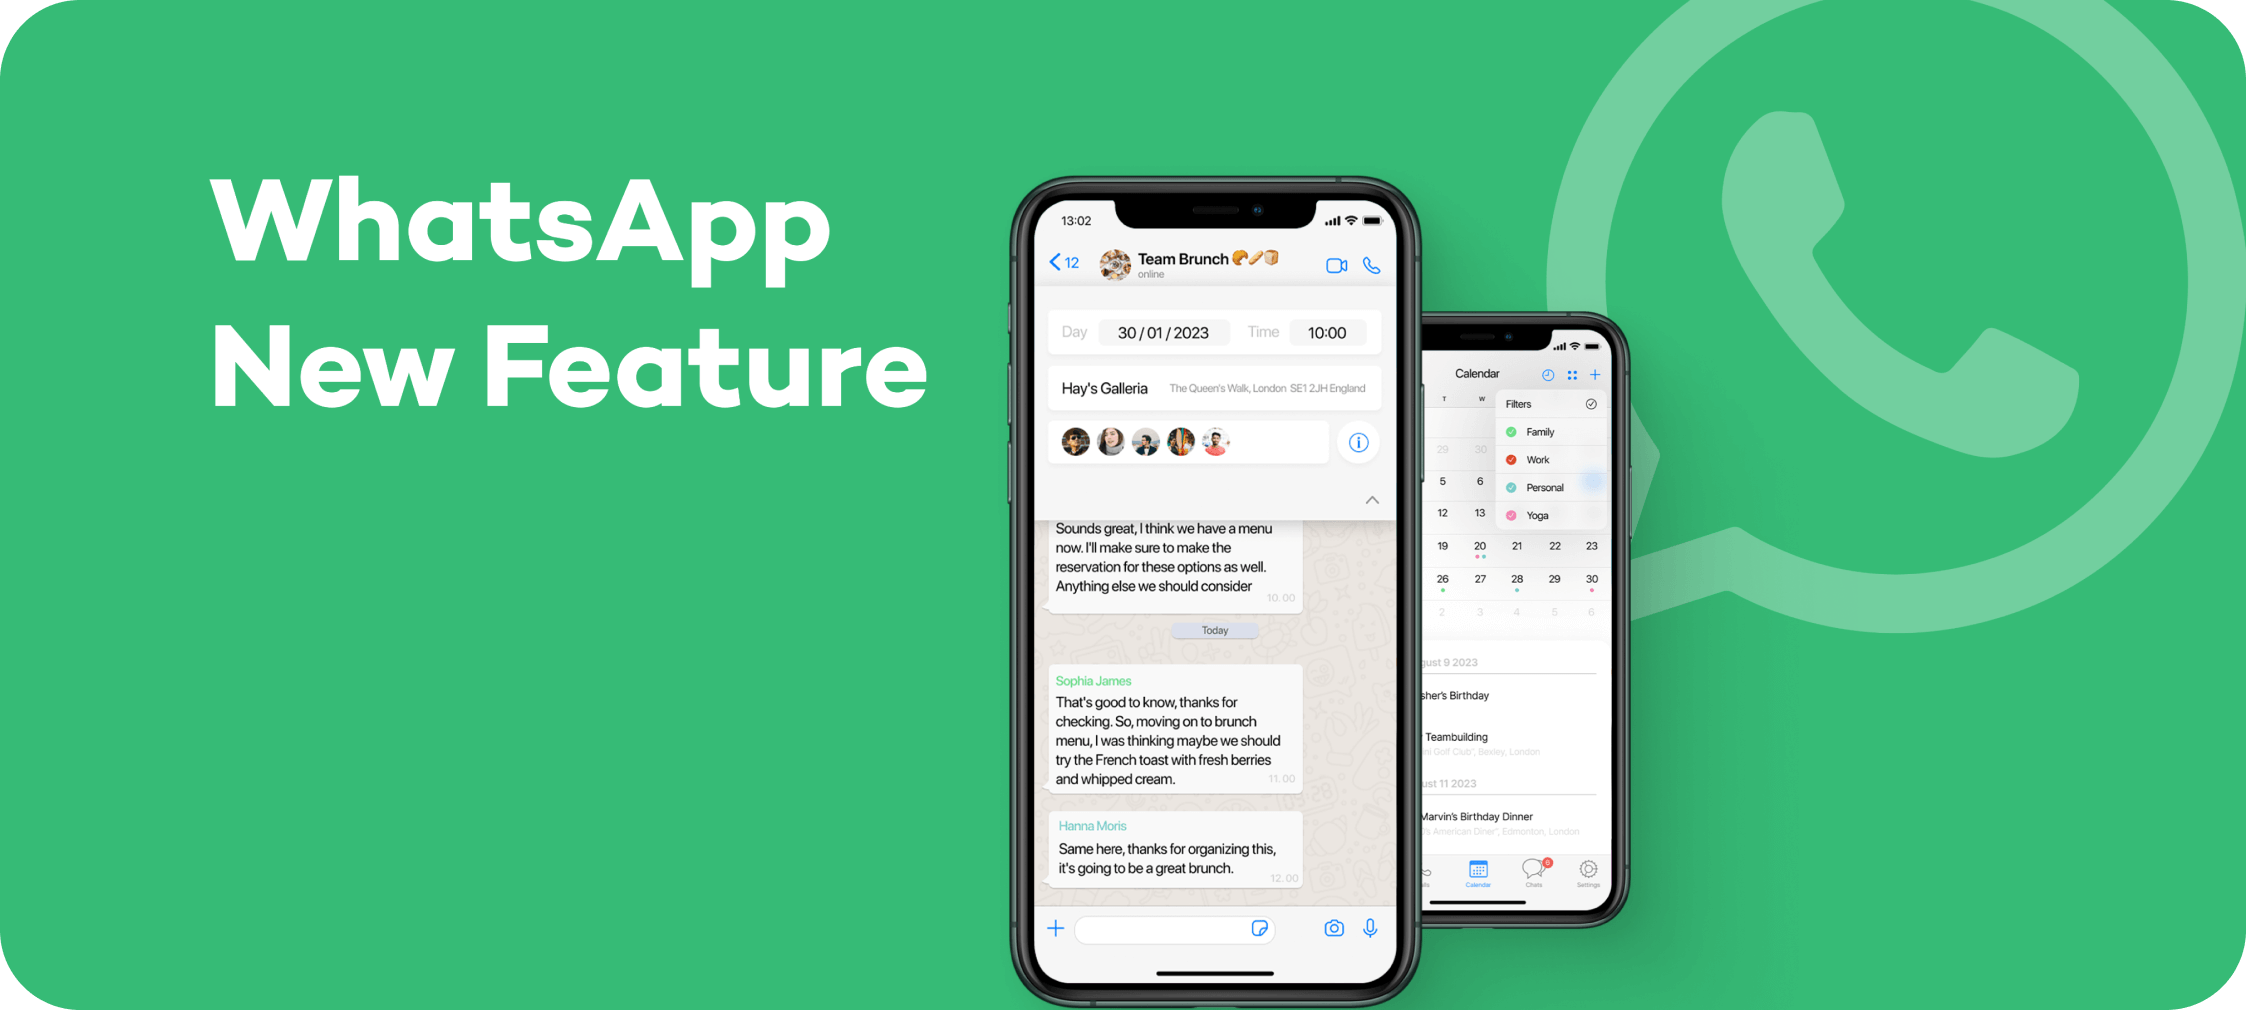 WhatsApp
New Feature
13:02
12
Team Brunch
online
Day 30 / 01 / 2023 Time 10:00
Hay's Galleria The Queen's Walk, London SE1 2JH England
Sounds great, I think we have a menu
now. I'll make sure to make the
reservation for these options as well.
Anything else we should consider
10.00
Today
Sophia James
That's good to know, thanks for
checking. So, moving on to brunch
menu, I was thinking maybe we should
try the French toast with fresh berries
and whipped cream.
11.00
Hanna Moris
Same here, thanks for organizing this,
it's going to be a great brunch.
12.00
Calendar
T W
Filters
Family
Work
Personal
Yoga
29 30
5 6
12 13
19 20 21 22 23
26 27 28 29 30
2 3 4 5 6
gust 9 2023
sher's Birthday
Teambuilding
ni Golf Club", Bexley, London
ust 11 2023
Marvin's Birthday Dinner
's American Diner", Edmonton, London
6
Calendar Chats Settings